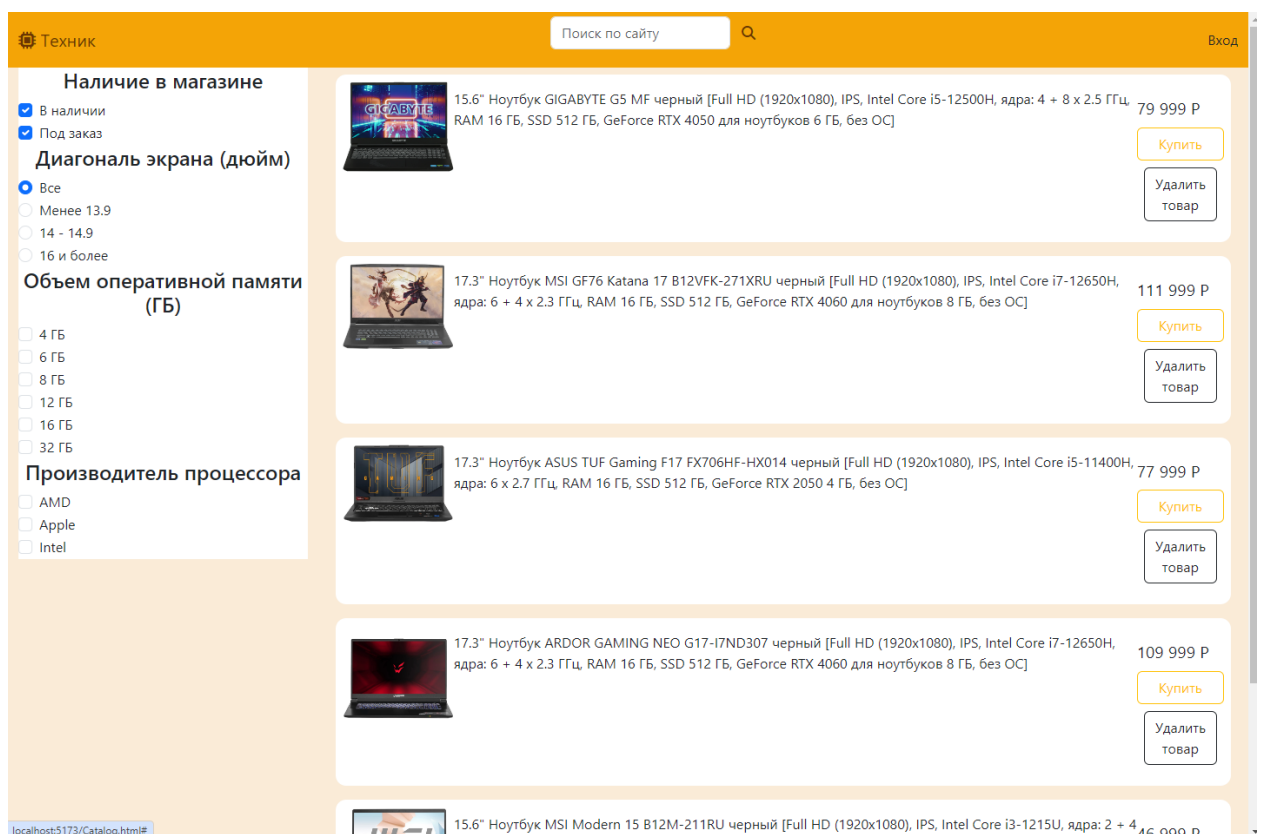 Техник
Поиск по сайту
Вход
Наличие в магазине
В наличии
Под заказ
Диагональ экрана (дюйм)
Все
Менее 13.9
14 - 14.9
16 и более
Объем оперативной памяти
(ГБ)
4 ГБ
6 ГБ
8 ГБ
12 ГБ
16 ГБ
32 ГБ
Производитель процессора
AMD
Apple
Intel
GIGABYTE
15.6" Ноутбук GIGABYTE G5 MF черный [Full HD (1920x1080), IPS, Intel Core i5-12500H, ядра: 4 + 8 x 2.5 ГГц,
RAM 16 ГБ, SSD 512 ГБ, GeForce RTX 4050 для ноутбуков 6 ГБ, без ОС]
79 999 Р
Купить
Удалить
товар
17.3" Ноутбук MSI GF76 Katana 17 B12VFK-271XRU черный [Full HD (1920x1080), IPS, Intel Core i7-12650H,
ядра: 6 + 4 x 2.3 ГГц, RAM 16 ГБ, SSD 512 ГБ, GeForce RTX 4060 для ноутбуков 8 ГБ, без ОС]
111 999 Р
Купить
Удалить
товар
TUF
17.3" Ноутбук ASUS TUF Gaming F17 FX706HF-HX014 черный [Full HD (1920x1080), IPS, Intel Core i5-11400H,
ядра: 6 x 2.7 ГГц, RAM 16 ГБ, SSD 512 ГБ, GeForce RTX 2050 4 ГБ, без ОС]
77 999 Р
Купить
Удалить
товар
17.3" Ноутбук ARDOR GAMING NEO G17-I7ND307 черный [Full HD (1920x1080), IPS, Intel Core i7-12650H,
ядра: 6 + 4 x 2.3 ГГц, RAM 16 ГБ, SSD 512 ГБ, GeForce RTX 4060 для ноутбуков 8 ГБ, без ОС]
109 999 Р
Купить
Удалить
товар
15.6" Ноутбук MSI Modern 15 B12M-211RU черный [Full HD (1920x1080), IPS, Intel Core i3-1215U, ядра: 2 + 4
46 999 Р
localhost:5173/Catalog.html#